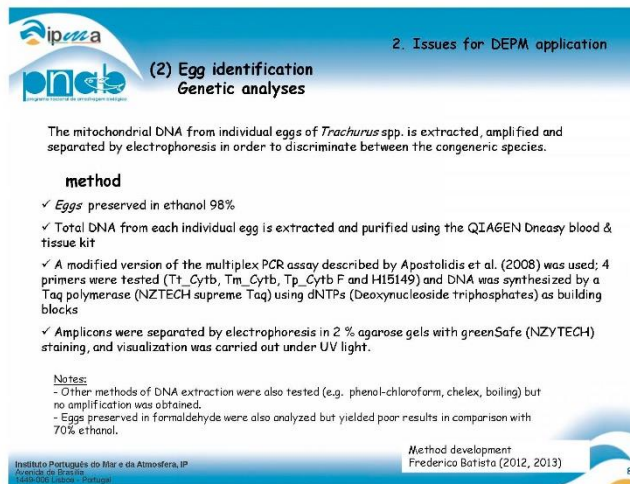 ipma
2. Issues for DEPM application
pnab
programa nacional de amostragem biológica
(2) Egg identification
Genetic analyses
The mitochondrial DNA from individual eggs of Trachurus spp. is extracted, amplified and
separated by electrophoresis in order to discriminate between the congeneric species.
method
✓ Eggs preserved in ethanol 98%
✓ Total DNA from each individual egg is extracted and purified using the QIAGEN Dneasy blood &
tissue kit
✓ A modified version of the multiplex PCR assay described by Apostolidis et al. (2008) was used; 4
primers were tested (Tt_Cytb, Tm_Cytb, Tp_Cytb F and H15149) and DNA was synthesized by a
Taq polymerase (NZTECH supreme Taq) using dNTPs (Deoxynucleoside triphosphates) as building
blocks
✓ Amplicons were separated by electrophoresis in 2 % agarose gels with greenSafe (NZYTECH)
staining, and visualization was carried out under UV light.
Notes:
- Other methods of DNA extraction were also tested (e.g. phenol-chloroform, chelex, boiling) but
no amplification was obtained.
- Eggs preserved in formaldehyde were also analyzed but yielded poor results in comparison with
70% ethanol.
Method development
Frederico Batista (2012, 2013)
Instituto Português do Mar e da Atmosfera, IP
Avenida de Brasília
1449-006 Lisboa - Portugal
8